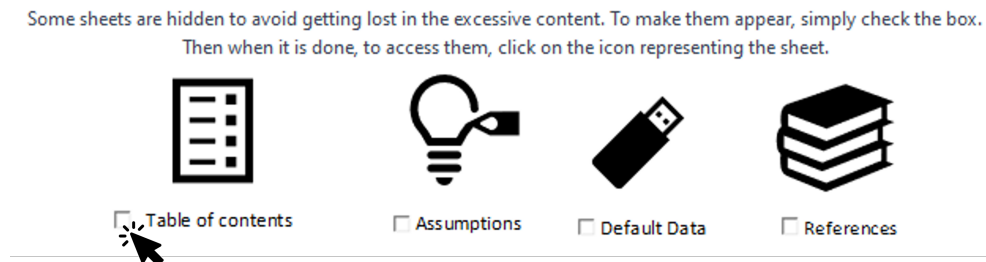 Some sheets are hidden to avoid getting lost in the excessive content. To make them appear, simply check the box.
Then when it is done, to access them, click on the icon representing the sheet.
Table of contents
Assumptions
Default Data
References